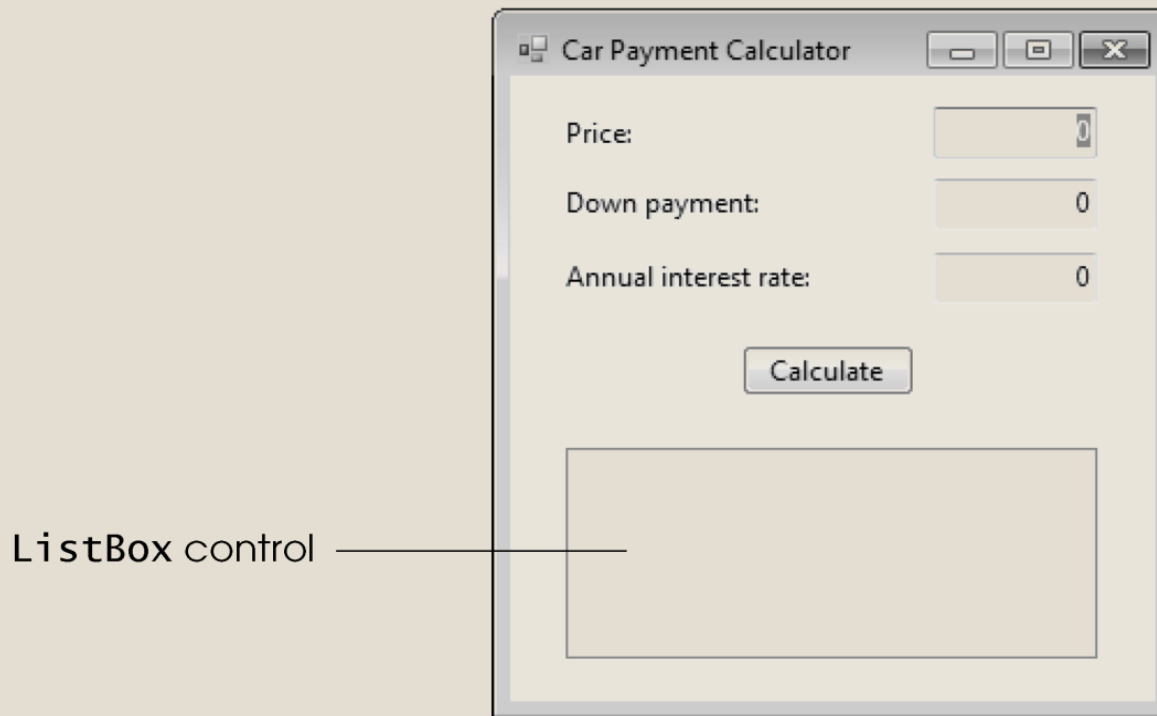 Car Payment Calculator
Price: 0
Down payment: 0
Annual interest rate: 0
Calculate
ListBox control